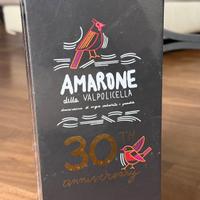 AMARONE
della VALPOLICELLA
denominazione di origine controllata e garantita
30TH
anniversary